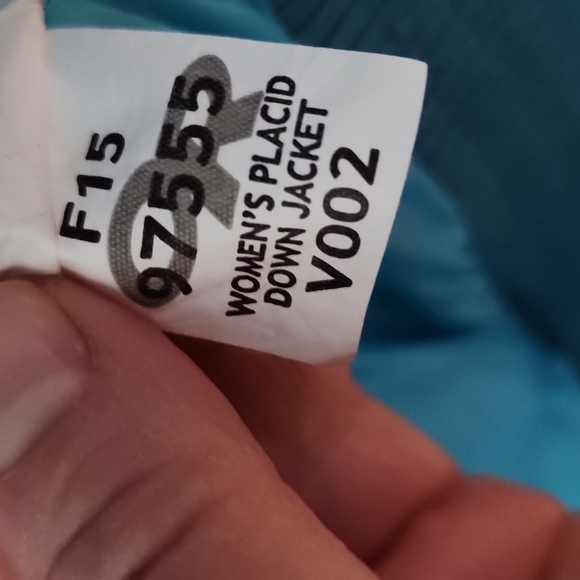 F15
97555
WOMEN'S PLACID
DOWN JACKET
V002